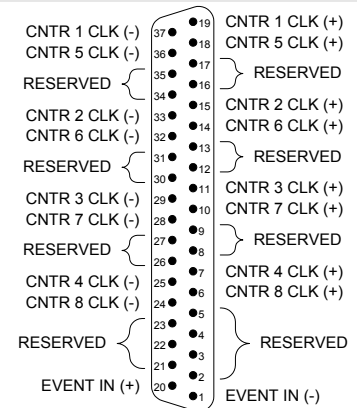 CNTR 1 CLK (-) 37 19 CNTR 1 CLK (+)
CNTR 5 CLK (-) 36 18 CNTR 5 CLK (+)
RESERVED 35 34 17 16 RESERVED
CNTR 2 CLK (-) 33 15 CNTR 2 CLK (+)
CNTR 6 CLK (-) 32 14 CNTR 6 CLK (+)
RESERVED 31 30 13 12 RESERVED
CNTR 3 CLK (-) 29 11 CNTR 3 CLK (+)
CNTR 7 CLK (-) 28 10 CNTR 7 CLK (+)
RESERVED 27 26 9 8 RESERVED
CNTR 4 CLK (-) 25 7 CNTR 4 CLK (+)
CNTR 8 CLK (-) 24 6 CNTR 8 CLK (+)
RESERVED 23 22 21 5 4 3 2 RESERVED
EVENT IN (+) 20 1 EVENT IN (-)